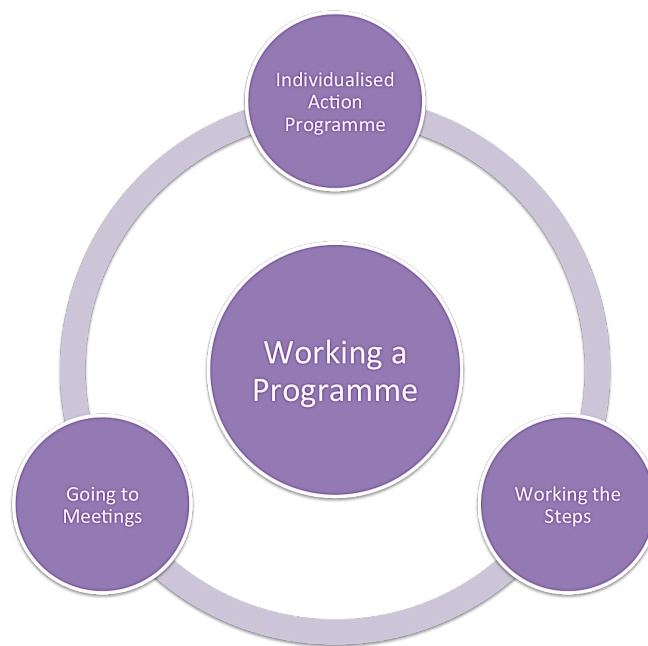 Individualised
Action
Programme
Working a
Programme
Going to
Meetings
Working the
Steps